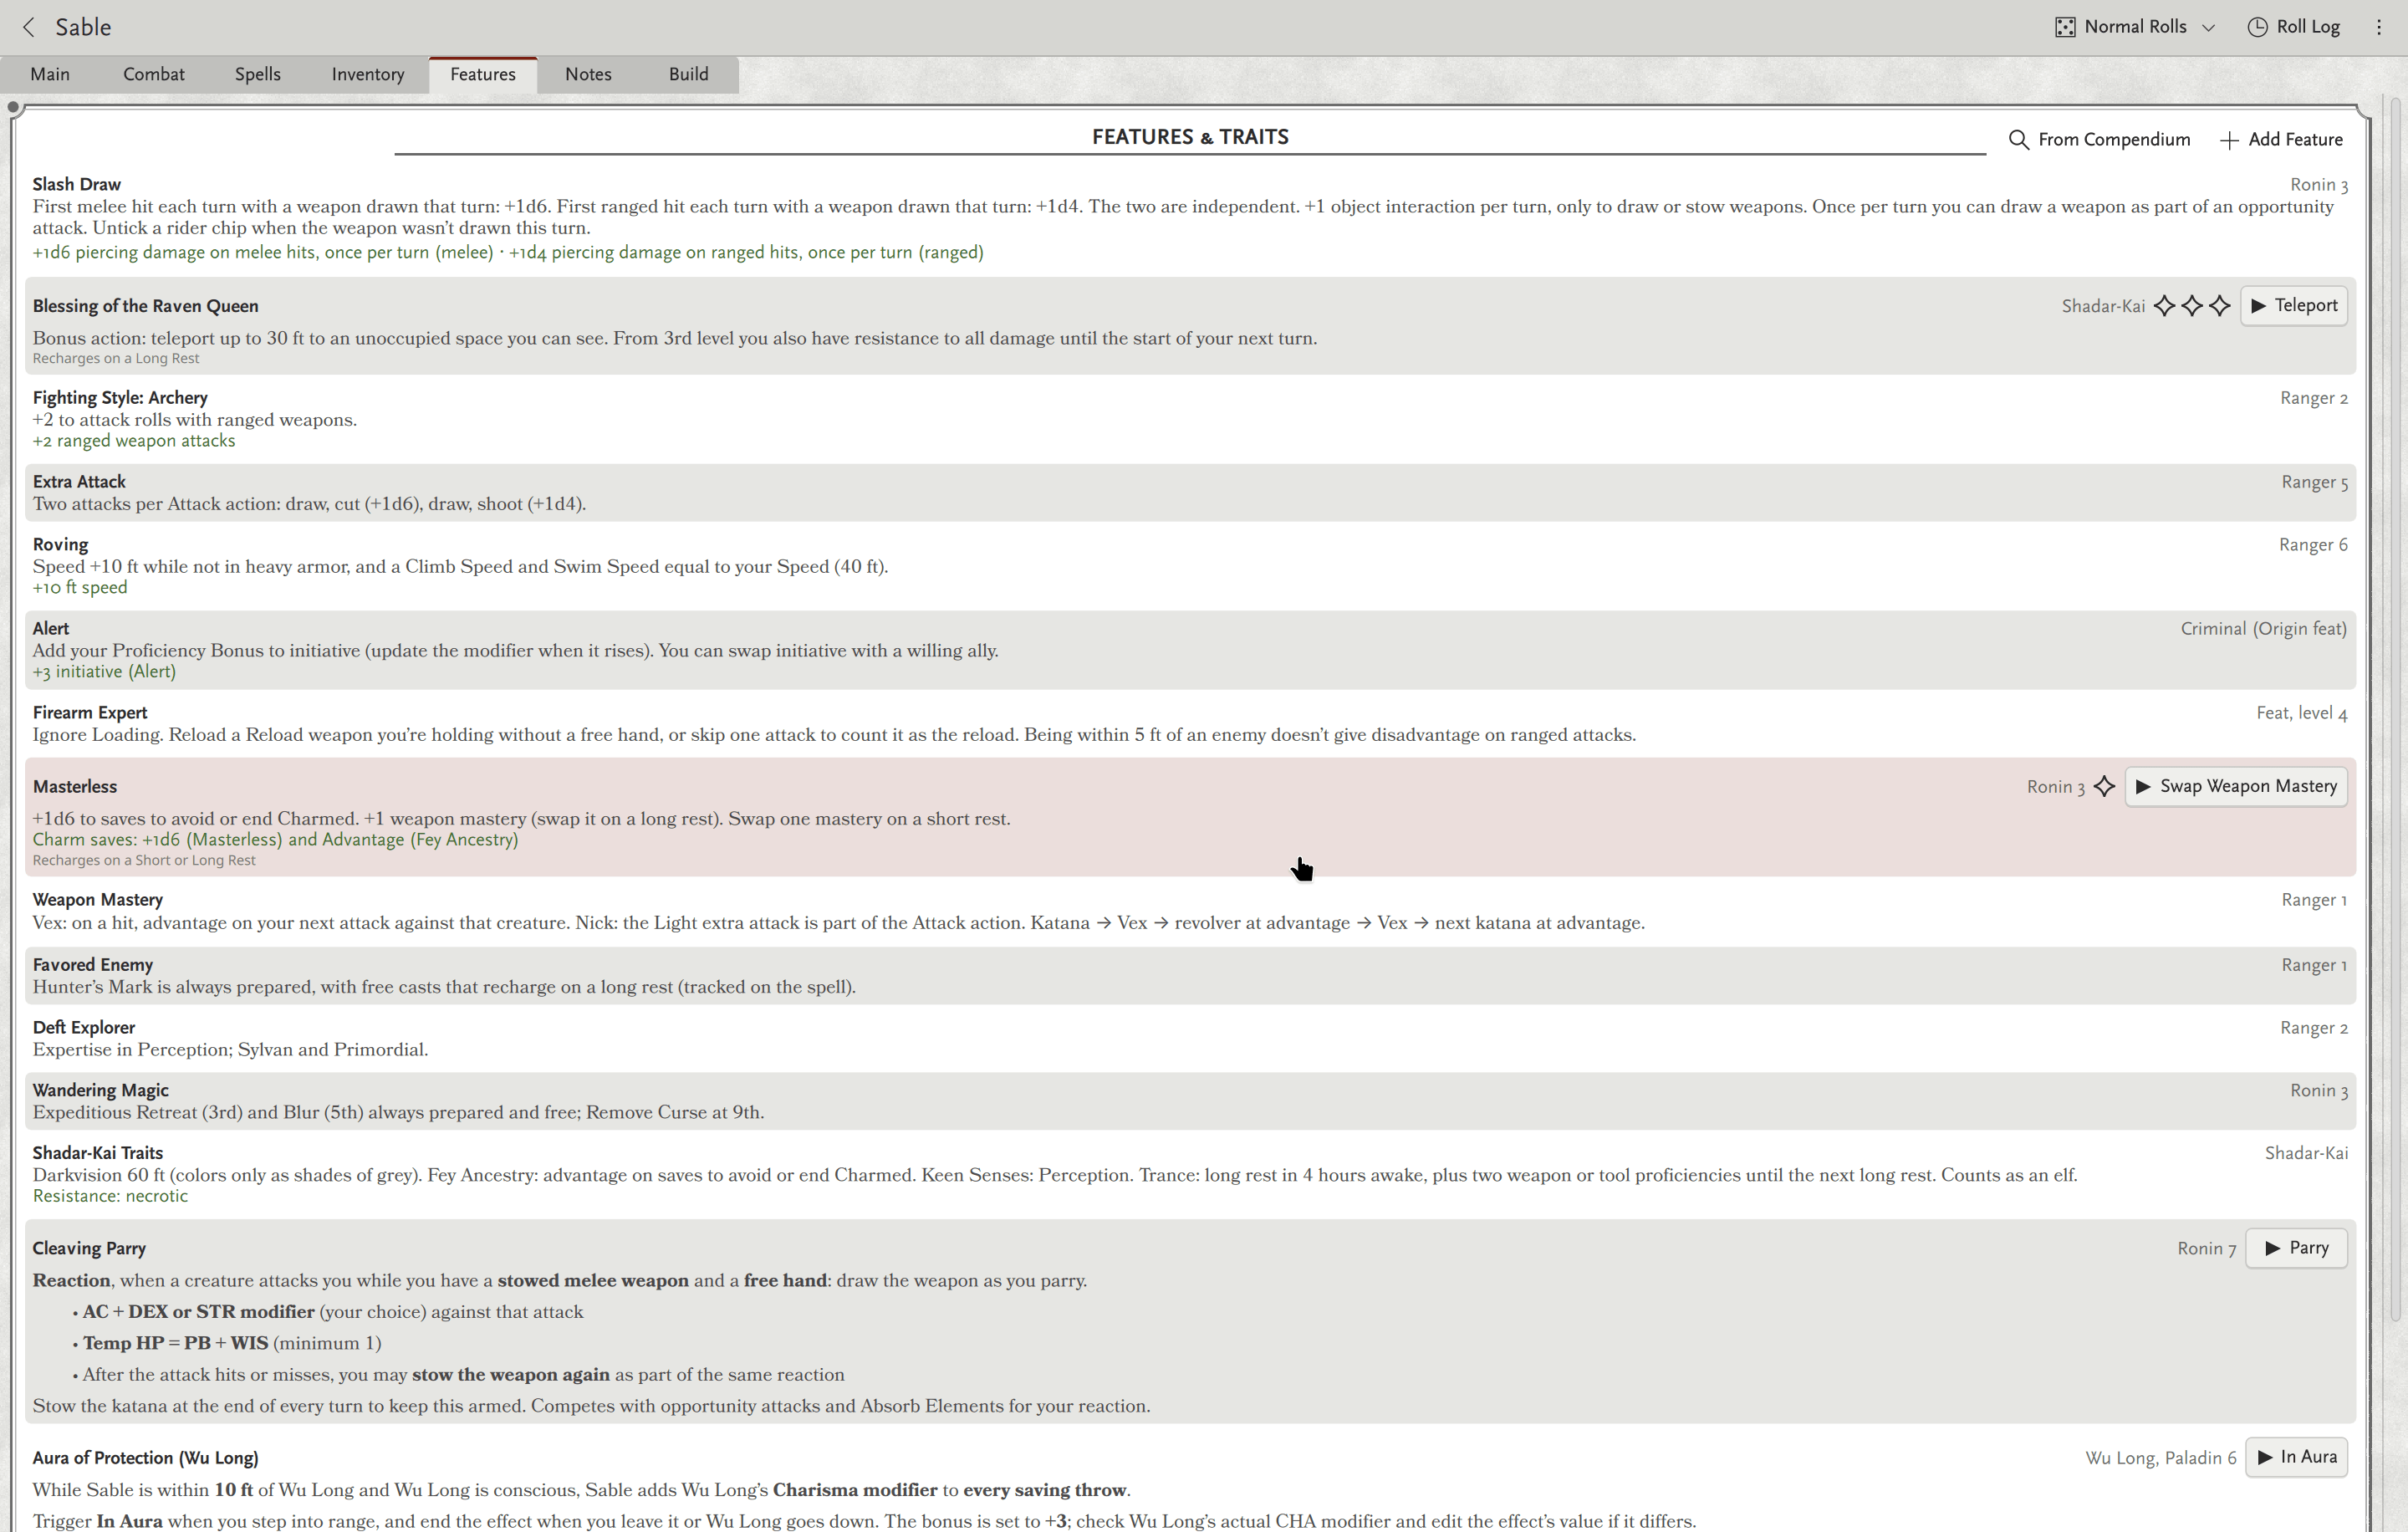 Sable
Normal Rolls
Roll Log
Main
Combat
Spells
Inventory
Features
Notes
Build
FEATURES & TRAITS
From Compendium
Add Feature
Slash Draw
Ronin 3
First melee hit each turn with a weapon drawn that turn: +1d6. First ranged hit each turn with a weapon drawn that turn: +1d4. The two are independent. +1 object interaction per turn, only to draw or stow weapons. Once per turn you can draw a weapon as part of an opportunity
attack. Untick a rider chip when the weapon wasn't drawn this turn.
+1d6 piercing damage on melee hits, once per turn (melee) · +1d4 piercing damage on ranged hits, once per turn (ranged)
Blessing of the Raven Queen
Shadar-Kai
Teleport
Bonus action: teleport up to 30 ft to an unoccupied space you can see. From 3rd level you also have resistance to all damage until the start of your next turn.
Recharges on a Long Rest
Fighting Style: Archery
Ranger 2
+2 to attack rolls with ranged weapons.
+2 ranged weapon attacks
Extra Attack
Ranger 5
Two attacks per Attack action: draw, cut (+1d6), draw, shoot (+1d4).
Roving
Ranger 6
Speed +10 ft while not in heavy armor, and a Climb Speed and Swim Speed equal to your Speed (40 ft).
+10 ft speed
Alert
Criminal (Origin feat)
Add your Proficiency Bonus to initiative (update the modifier when it rises). You can swap initiative with a willing ally.
+3 initiative (Alert)
Firearm Expert
Feat, level 4
Ignore Loading. Reload a Reload weapon you're holding without a free hand, or skip one attack to count it as the reload. Being within 5 ft of an enemy doesn't give disadvantage on ranged attacks.
Masterless
Ronin 3
Swap Weapon Mastery
+1d6 to saves to avoid or end Charmed. +1 weapon mastery (swap it on a long rest). Swap one mastery on a short rest.
Charm saves: +1d6 (Masterless) and Advantage (Fey Ancestry)
Recharges on a Short or Long Rest
Weapon Mastery
Ranger 1
Vex: on a hit, advantage on your next attack against that creature. Nick: the Light extra attack is part of the Attack action. Katana → Vex → revolver at advantage → Vex → next katana at advantage.
Favored Enemy
Ranger 1
Hunter's Mark is always prepared, with free casts that recharge on a long rest (tracked on the spell).
Deft Explorer
Ranger 2
Expertise in Perception; Sylvan and Primordial.
Wandering Magic
Ronin 3
Expeditious Retreat (3rd) and Blur (5th) always prepared and free; Remove Curse at 9th.
Shadar-Kai Traits
Shadar-Kai
Darkvision 60 ft (colors only as shades of grey). Fey Ancestry: advantage on saves to avoid or end Charmed. Keen Senses: Perception. Trance: long rest in 4 hours awake, plus two weapon or tool proficiencies until the next long rest. Counts as an elf.
Resistance: necrotic
Cleaving Parry
Ronin 7
Parry
Reaction, when a creature attacks you while you have a stowed melee weapon and a free hand: draw the weapon as you parry.
• AC + DEX or STR modifier (your choice) against that attack
• Temp HP = PB + WIS (minimum 1)
• After the attack hits or misses, you may stow the weapon again as part of the same reaction
Stow the katana at the end of every turn to keep this armed. Competes with opportunity attacks and Absorb Elements for your reaction.
Aura of Protection (Wu Long)
Wu Long, Paladin 6
In Aura
While Sable is within 10 ft of Wu Long and Wu Long is conscious, Sable adds Wu Long's Charisma modifier to every saving throw.
Trigger In Aura when you step into range, and end the effect when you leave it or Wu Long goes down. The bonus is set to +3; check Wu Long's actual CHA modifier and edit the effect's value if it differs.